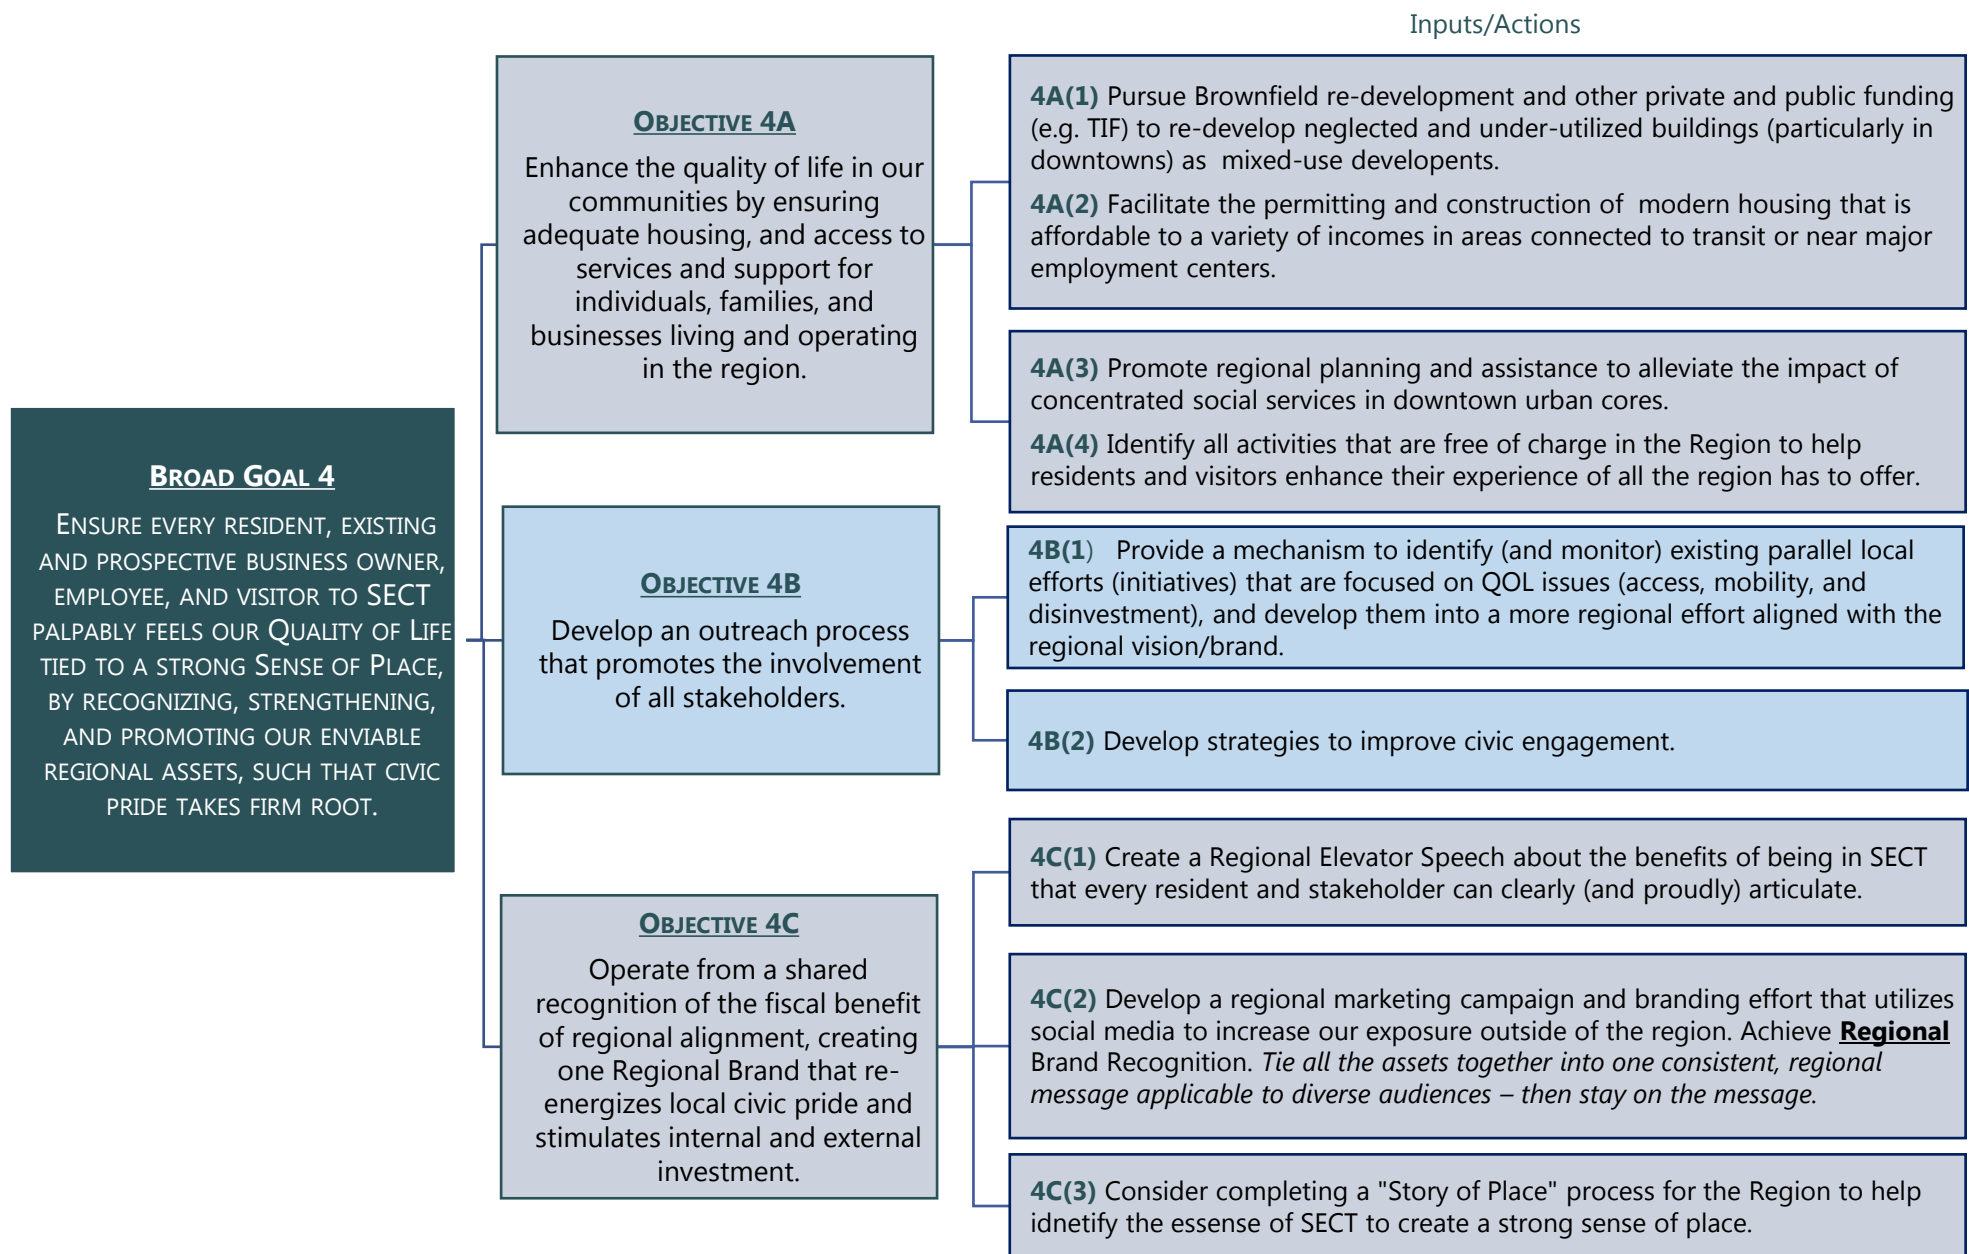 Inputs/Actions
BROAD GOAL 4
ENSURE EVERY RESIDENT, EXISTING
AND PROSPECTIVE BUSINESS OWNER,
EMPLOYEE, AND VISITOR TO SECT
PALPABLY FEELS OUR QUALITY OF LIFE
TIED TO A STRONG SENSE OF PLACE,
BY RECOGNIZING, STRENGTHENING,
AND PROMOTING OUR ENVIABLE
REGIONAL ASSETS, SUCH THAT CIVIC
PRIDE TAKES FIRM ROOT.
OBJECTIVE 4A
Enhance the quality of life in our
communities by ensuring
adequate housing, and access to
services and support for
individuals, families, and
businesses living and operating
in the region.
4A(1) Pursue Brownfield re-development and other private and public funding
(e.g. TIF) to re-develop neglected and under-utilized buildings (particularly in
downtowns) as  mixed-use developents.
4A(2) Facilitate the permitting and construction of  modern housing that is
affordable to a variety of incomes in areas connected to transit or near major
employment centers.
4A(3) Promote regional planning and assistance to alleviate the impact of
concentrated social services in downtown urban cores.
4A(4) Identify all activities that are free of charge in the Region to help
residents and visitors enhance their experience of all the region has to offer.
OBJECTIVE 4B
Develop an outreach process
that promotes the involvement
of all stakeholders.
4B(1)   Provide a mechanism to identify (and monitor) existing parallel local
efforts (initiatives) that are focused on QOL issues (access, mobility, and
disinvestment), and develop them into a more regional effort aligned with the
regional vision/brand.
4B(2) Develop strategies to improve civic engagement.
OBJECTIVE 4C
Operate from a shared
recognition of the fiscal benefit
of regional alignment, creating
one Regional Brand that re-
energizes local civic pride and
stimulates internal and external
investment.
4C(1) Create a Regional Elevator Speech about the benefits of being in SECT
that every resident and stakeholder can clearly (and proudly) articulate.
4C(2) Develop a regional marketing campaign and branding effort that utilizes
social media to increase our exposure outside of the region. Achieve Regional
Brand Recognition. Tie all the assets together into one consistent, regional
message applicable to diverse audiences – then stay on the message.
4C(3) Consider completing a "Story of Place" process for the Region to help
idnetify the essense of SECT to create a strong sense of place.